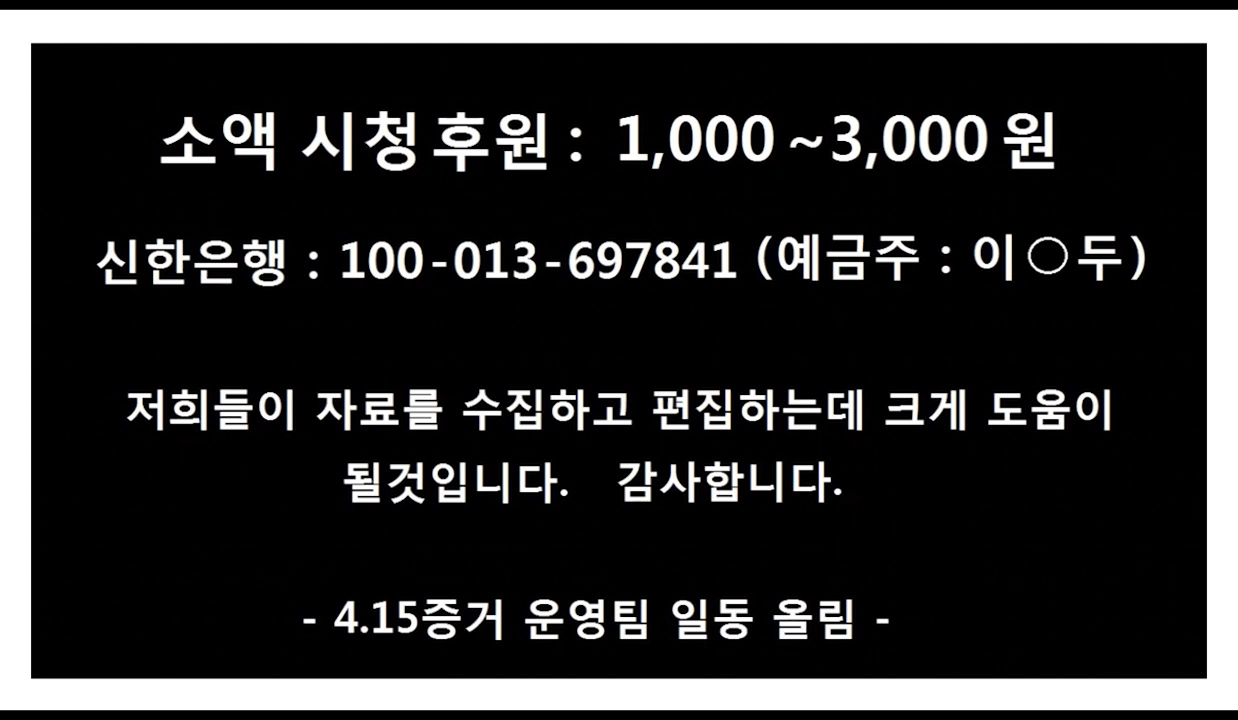 소액 시청후원 : 1,000~3,000원
신한은행 : 100-013-697841 (예금주 : 이○두)
저희들이 자료를 수집하고 편집하는데 크게 도움이
될것입니다. 감사합니다.
- 4.15증거 운영팀 일동 올림 -